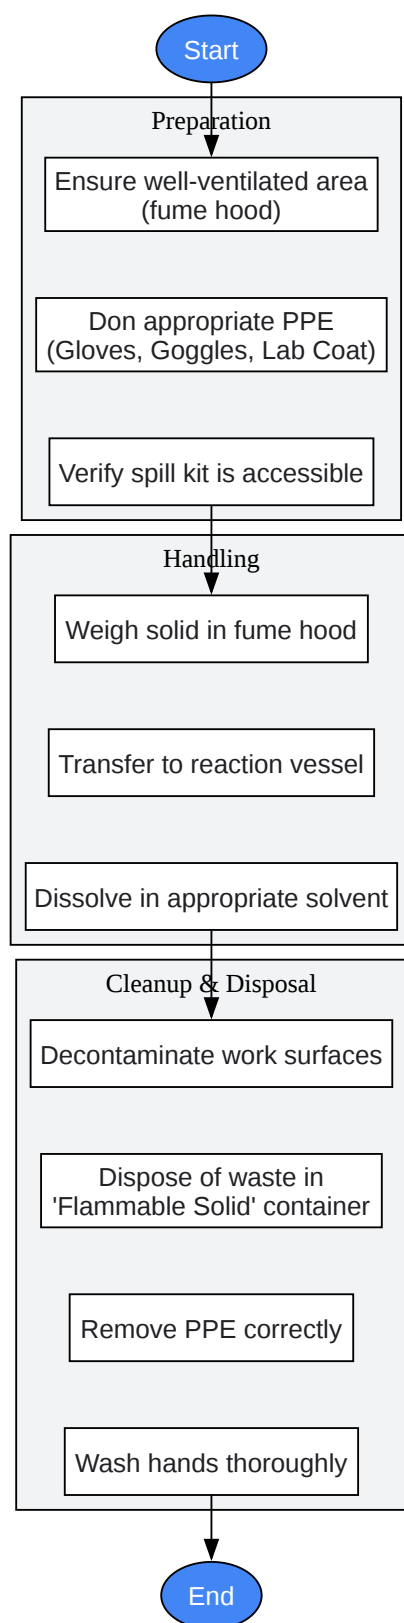 Start
Preparation
Ensure well-ventilated area
(fume hood)
Don appropriate PPE
(Gloves, Goggles, Lab Coat)
Verify spill kit is accessible
Handling
Weigh solid in fume hood
Transfer to reaction vessel
Dissolve in appropriate solvent
Cleanup & Disposal
Decontaminate work surfaces
Dispose of waste in
'Flammable Solid' container
Remove PPE correctly
Wash hands thoroughly
End